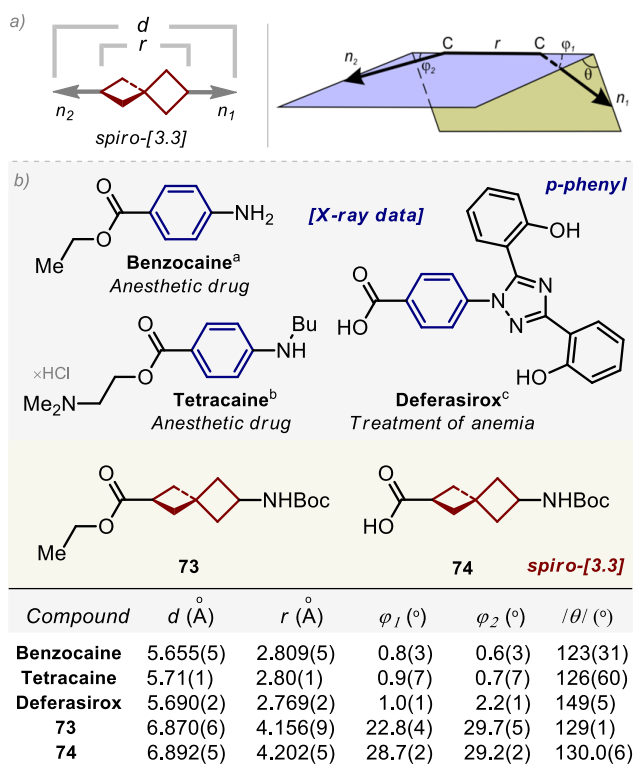 a)
d
r
n2
n1
spiro-[3.3]
C r C
n2
φ2
φ1
θ
n1
b)
p-phenyl
[X-ray data]
O
NH2
O
Me
Benzocaineᵃ
Anesthetic drug
OH
O
HO
N
N
N
HO
Deferasiroxᶜ
Treatment of anemia
Bu
O
N
H
O
×HCl
Me2N
Tetracaineᵇ
Anesthetic drug
O
NHBoc
O
Me
73
O
NHBoc
HO
74
spiro-[3.3]
Compound d (Å) r (Å) φ1 (o) φ2 (o) /θ/ (o)
Benzocaine 5.655(5) 2.809(5) 0.8(3) 0.6(3) 123(31)
Tetracaine 5.71(1) 2.80(1) 0.9(7) 0.7(7) 126(60)
Deferasirox 5.690(2) 2.769(2) 1.0(1) 2.2(1) 149(5)
73 6.870(6) 4.156(9) 22.8(4) 29.7(5) 129(1)
74 6.892(5) 4.202(5) 28.7(2) 29.2(2) 130.0(6)